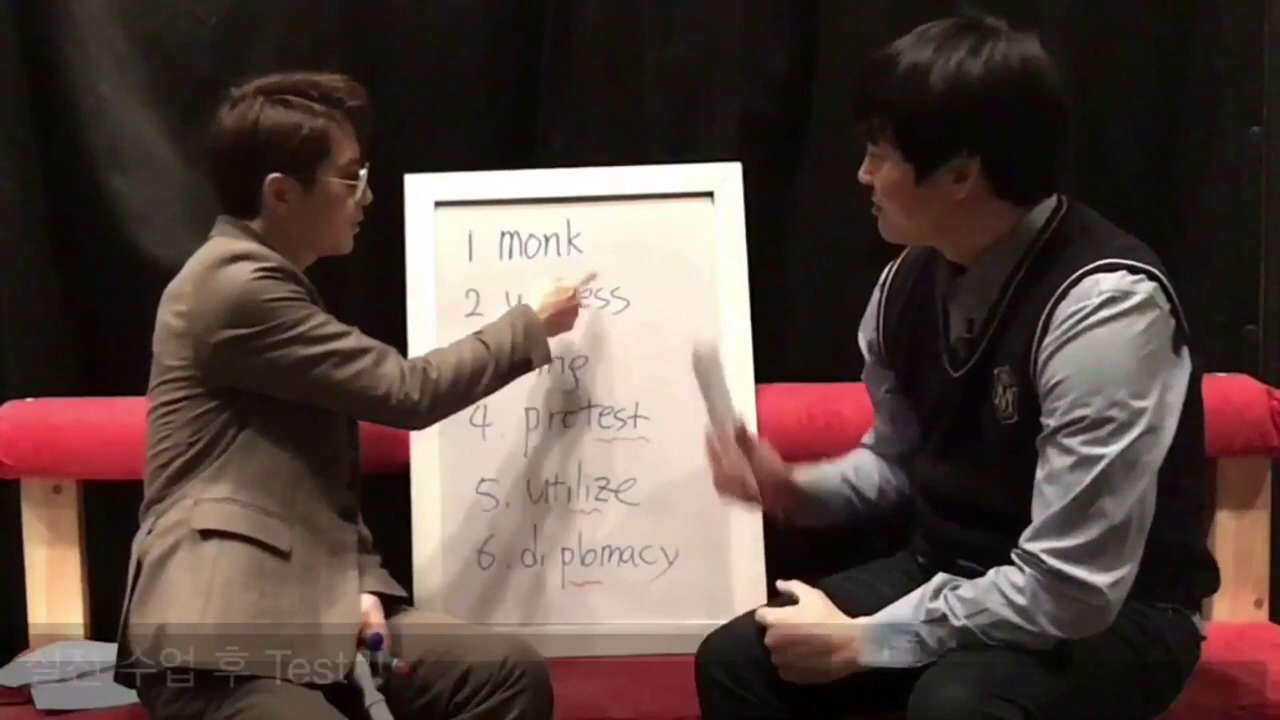 1 monk
2
4. protest
5. utilize
6. diplomacy
실전 수업 후 Test!!